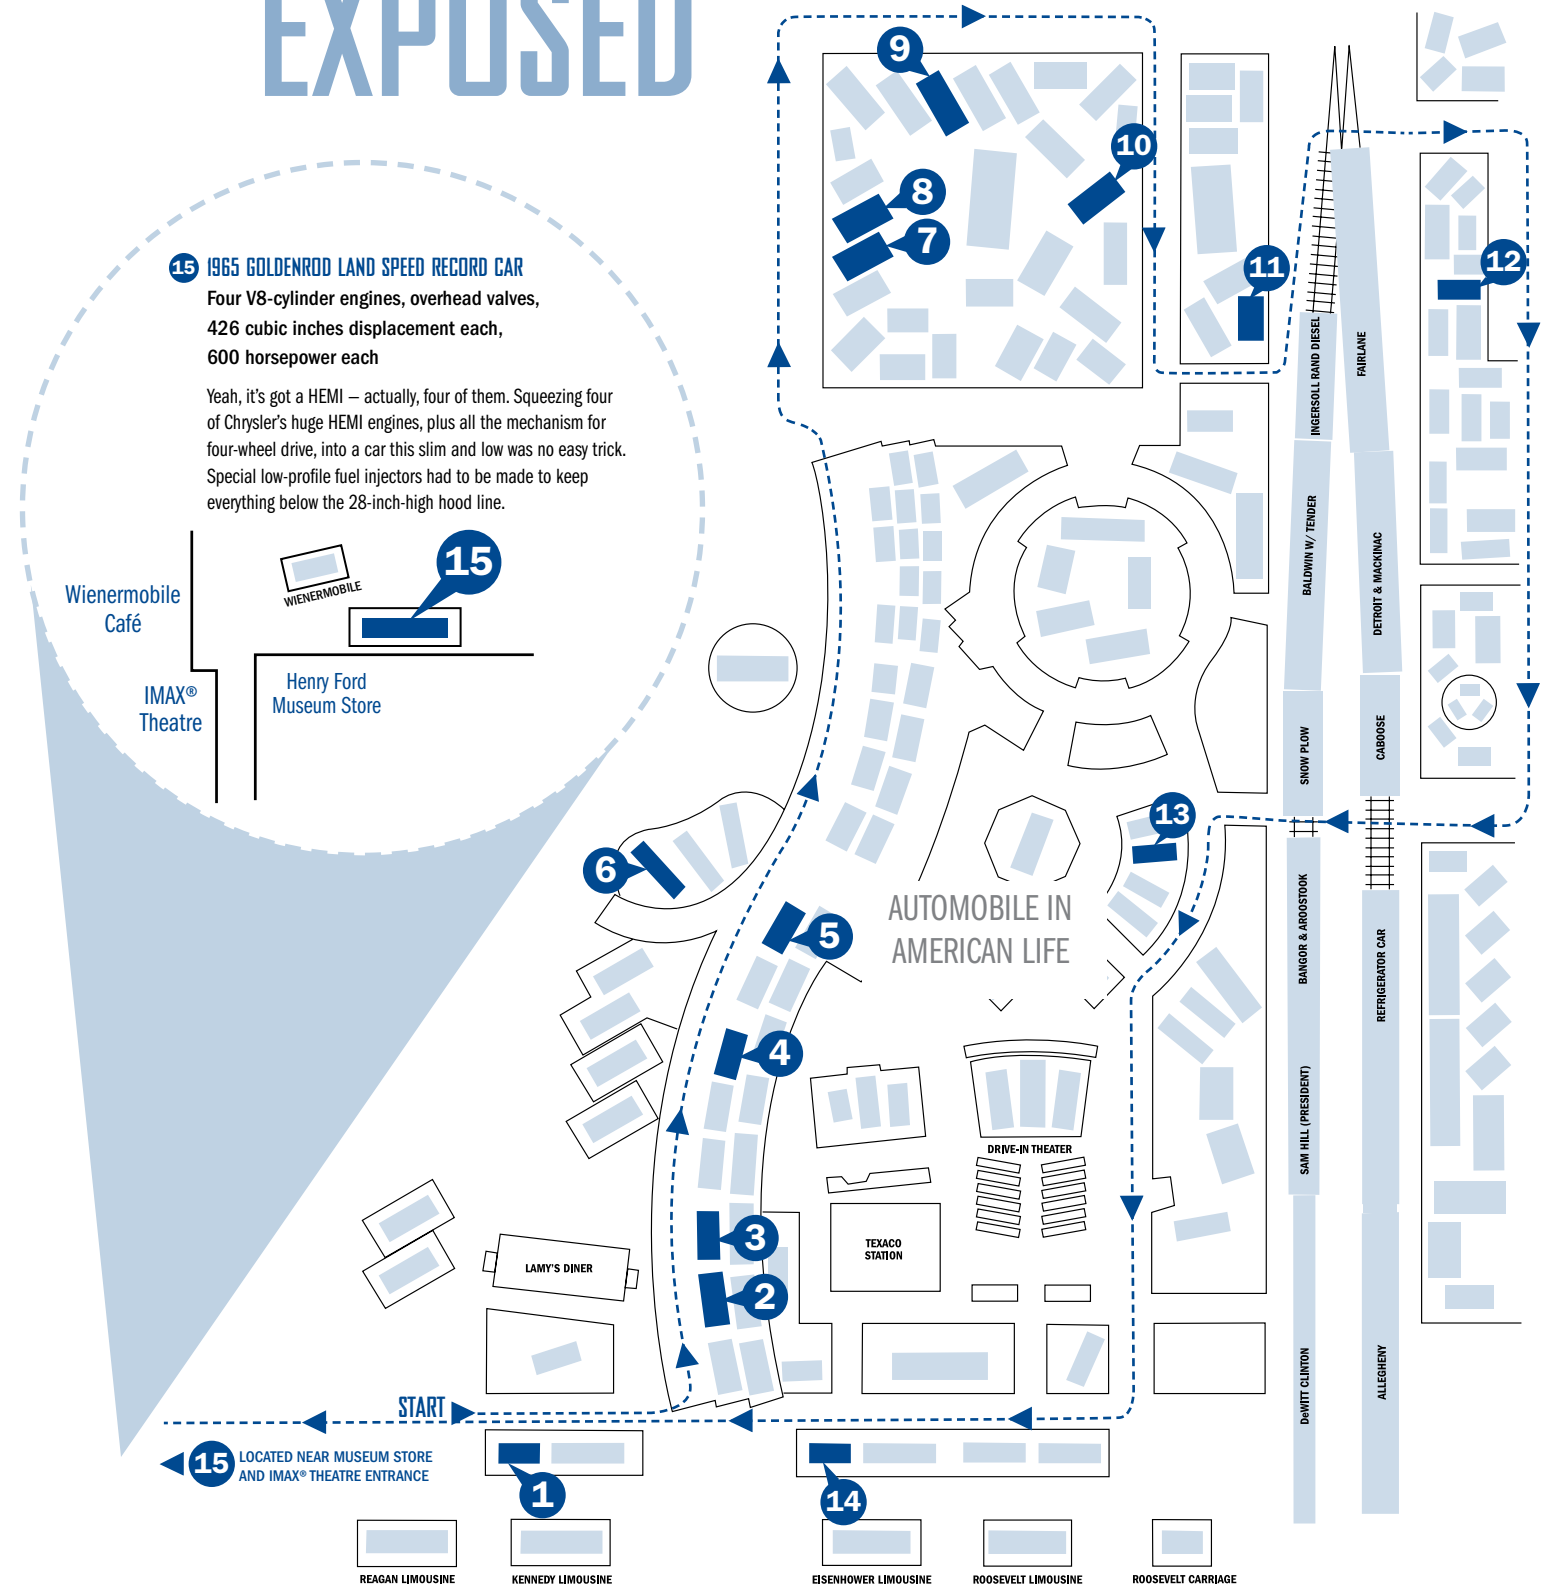 EXPOSED
15 1965 GOLDENROD LAND SPEED RECORD CAR
Four V8-cylinder engines, overhead valves,
426 cubic inches displacement each,
600 horsepower each
Yeah, it's got a HEMI – actually, four of them. Squeezing four
of Chrysler's huge HEMI engines, plus all the mechanism for
four-wheel drive, into a car this slim and low was no easy trick.
Special low-profile fuel injectors had to be made to keep
everything below the 28-inch-high hood line.
15
WIENERMOBILE
Wienermobile
Café
IMAX®
Theatre
Henry Ford
Museum Store
9
10
8
7
11
12
INGERSOLL RAND DIESEL
FAIRLANE
BALDWIN W/ TENDER
DETROIT & MACKINAC
SNOW PLOW
CABOOSE
13
6
5
AUTOMOBILE IN
AMERICAN LIFE
BANGOR & AROOSTOOK
REFRIGERATOR CAR
4
SAM HILL (PRESIDENT)
DRIVE-IN THEATER
3
TEXACO
STATION
LAMY'S DINER
2
DeWITT CLINTON
ALLEGHENY
START
15 LOCATED NEAR MUSEUM STORE
AND IMAX® THEATRE ENTRANCE
1
14
REAGAN LIMOUSINE
KENNEDY LIMOUSINE
EISENHOWER LIMOUSINE
ROOSEVELT LIMOUSINE
ROOSEVELT CARRIAGE